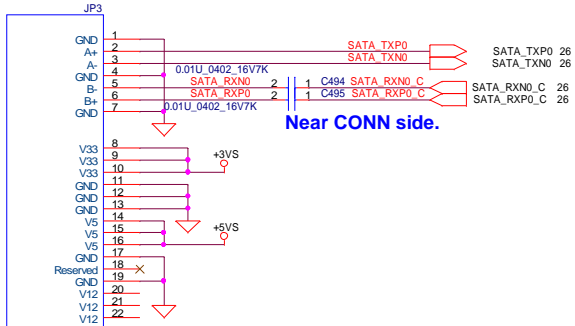 JP3
GND 1
A+ 2 SATA_TXP0 SATA_TXP0 26
A- 3 SATA_TXN0 SATA_TXN0 26
GND 4 0.01U_0402_16V7K
B- 5 SATA_RXN0 2 1 C494 SATA_RXN0_C SATA_RXN0_C 26
B+ 6 SATA_RXP0 2 1 C495 SATA_RXP0_C SATA_RXP0_C 26
GND 7 0.01U_0402_16V7K
Near CONN side.
V33 8
V33 9 +3VS
V33 10
GND 11
GND 12
GND 13
V5 14
V5 15 +5VS
V5 16
GND 17
Reserved 18
GND 19
V12 20
V12 21
V12 22